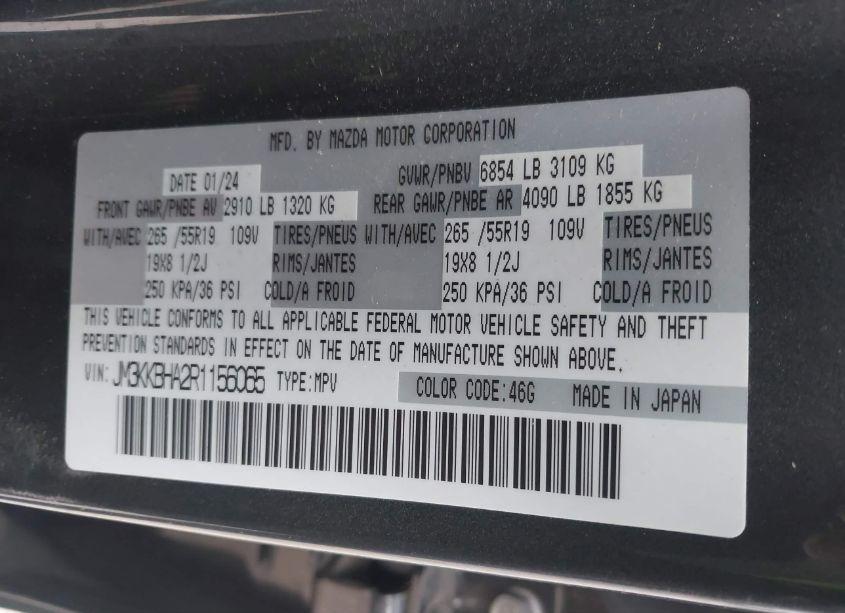 MFD. BY MAZDA MOTOR CORPORATION
DATE 01/24 GVWR/PNBV 6854 LB 3109 KG
FRONT GAWR/PNBE AV 2910 LB 1320 KG REAR GAWR/PNBE AR 4090 LB 1855 KG
WITH/AVEC 265 /55R19 109V TIRES/PNEUS WITH/AVEC 265 /55R19 109V TIRES/PNEUS
19X8 1/2J RIMS/JANTES 19X8 1/2J RIMS/JANTES
250 KPA/36 PSI COLD/A FROID 250 KPA/36 PSI COLD/A FROID
THIS VEHICLE CONFORMS TO ALL APPLICABLE FEDERAL MOTOR VEHICLE SAFETY AND THEFT
PREVENTION STANDARDS IN EFFECT ON THE DATE OF MANUFACTURE SHOWN ABOVE.
VIN: JM3KKBHA2R1156065 TYPE:MPV COLOR CODE:46G MADE IN JAPAN